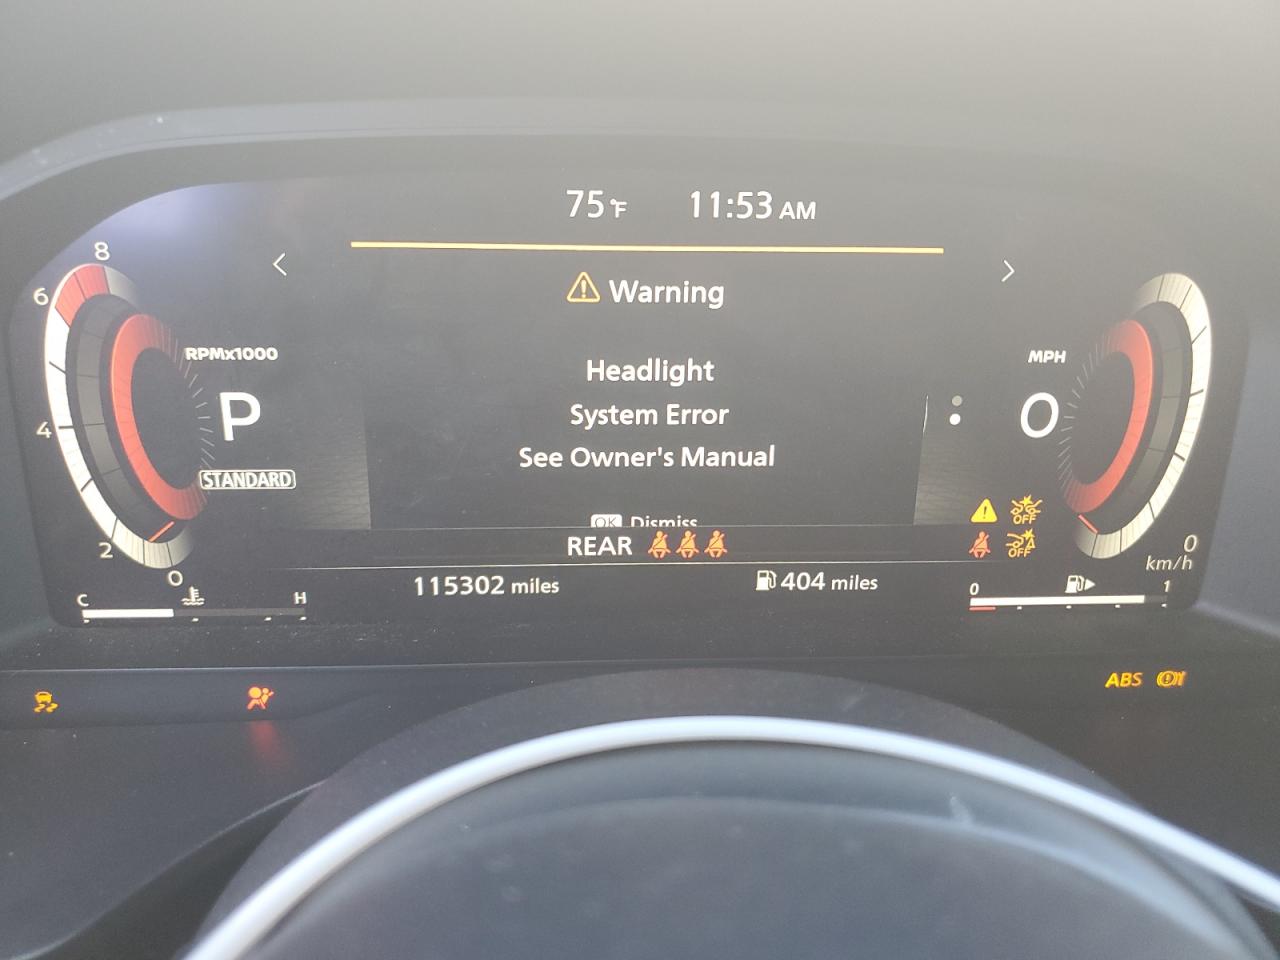 75°F 11:53 AM
Warning
Headlight
System Error
See Owner's Manual
OK Dismiss
REAR
115302 miles
404 miles
8
6
4
2
0
RPMx1000
P
STANDARD
C H
MPH
0
0
km/h
0 1
OFF
OFF
ABS